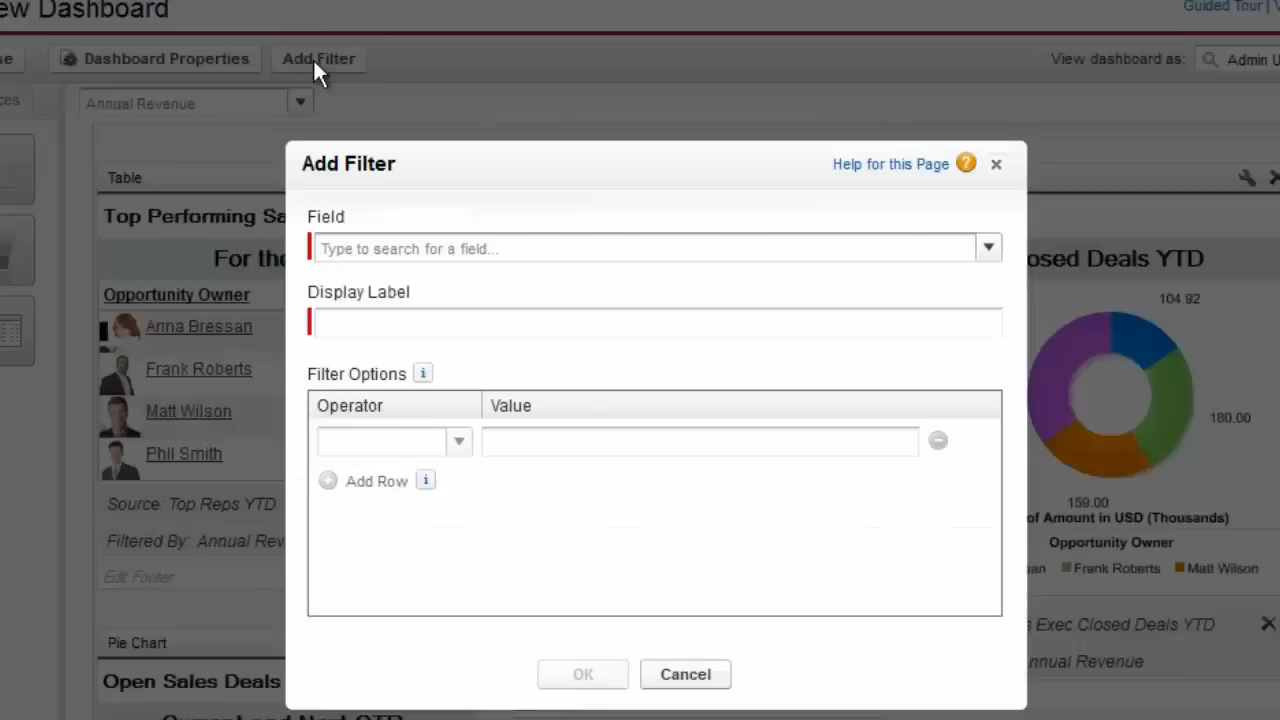 ew Dashboard
Guided Tour |
se
Dashboard Properties
Add Filter
View dashboard as:
Admin U
ces
Annual Revenue
Add Filter
Help for this Page
Table
Top Performing Sa
For the
Opportunity Owner
Anna Bressan
Frank Roberts
Matt Wilson
Phil Smith
Source: Top Reps YTD
Filtered By: Annual Rev
Edit Footer
Pie Chart
Open Sales Deals
Field
Type to search for a field...
Display Label
Filter Options
Operator
Value
Add Row
OK
Cancel
osed Deals YTD
104.92
180.00
159.00
of Amount in USD (Thousands)
Opportunity Owner
an
Frank Roberts
Matt Wilson
s Exec Closed Deals YTD
nnual Revenue